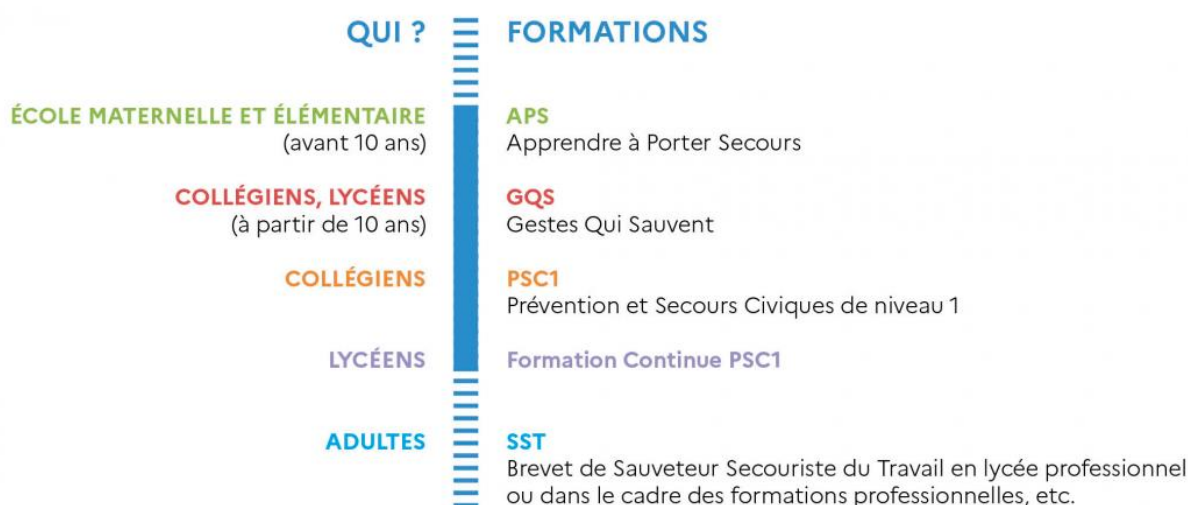 QUI ?
FORMATIONS
ÉCOLE MATERNELLE ET ÉLÉMENTAIRE
(avant 10 ans)
APS
Apprendre à Porter Secours
COLLÉGIENS, LYCÉENS
(à partir de 10 ans)
GQS
Gestes Qui Sauvent
COLLÉGIENS
PSC1
Prévention et Secours Civiques de niveau 1
LYCÉENS
Formation Continue PSC1
ADULTES
SST
Brevet de Sauveteur Secouriste du Travail en lycée professionnel
ou dans le cadre des formations professionnelles, etc.